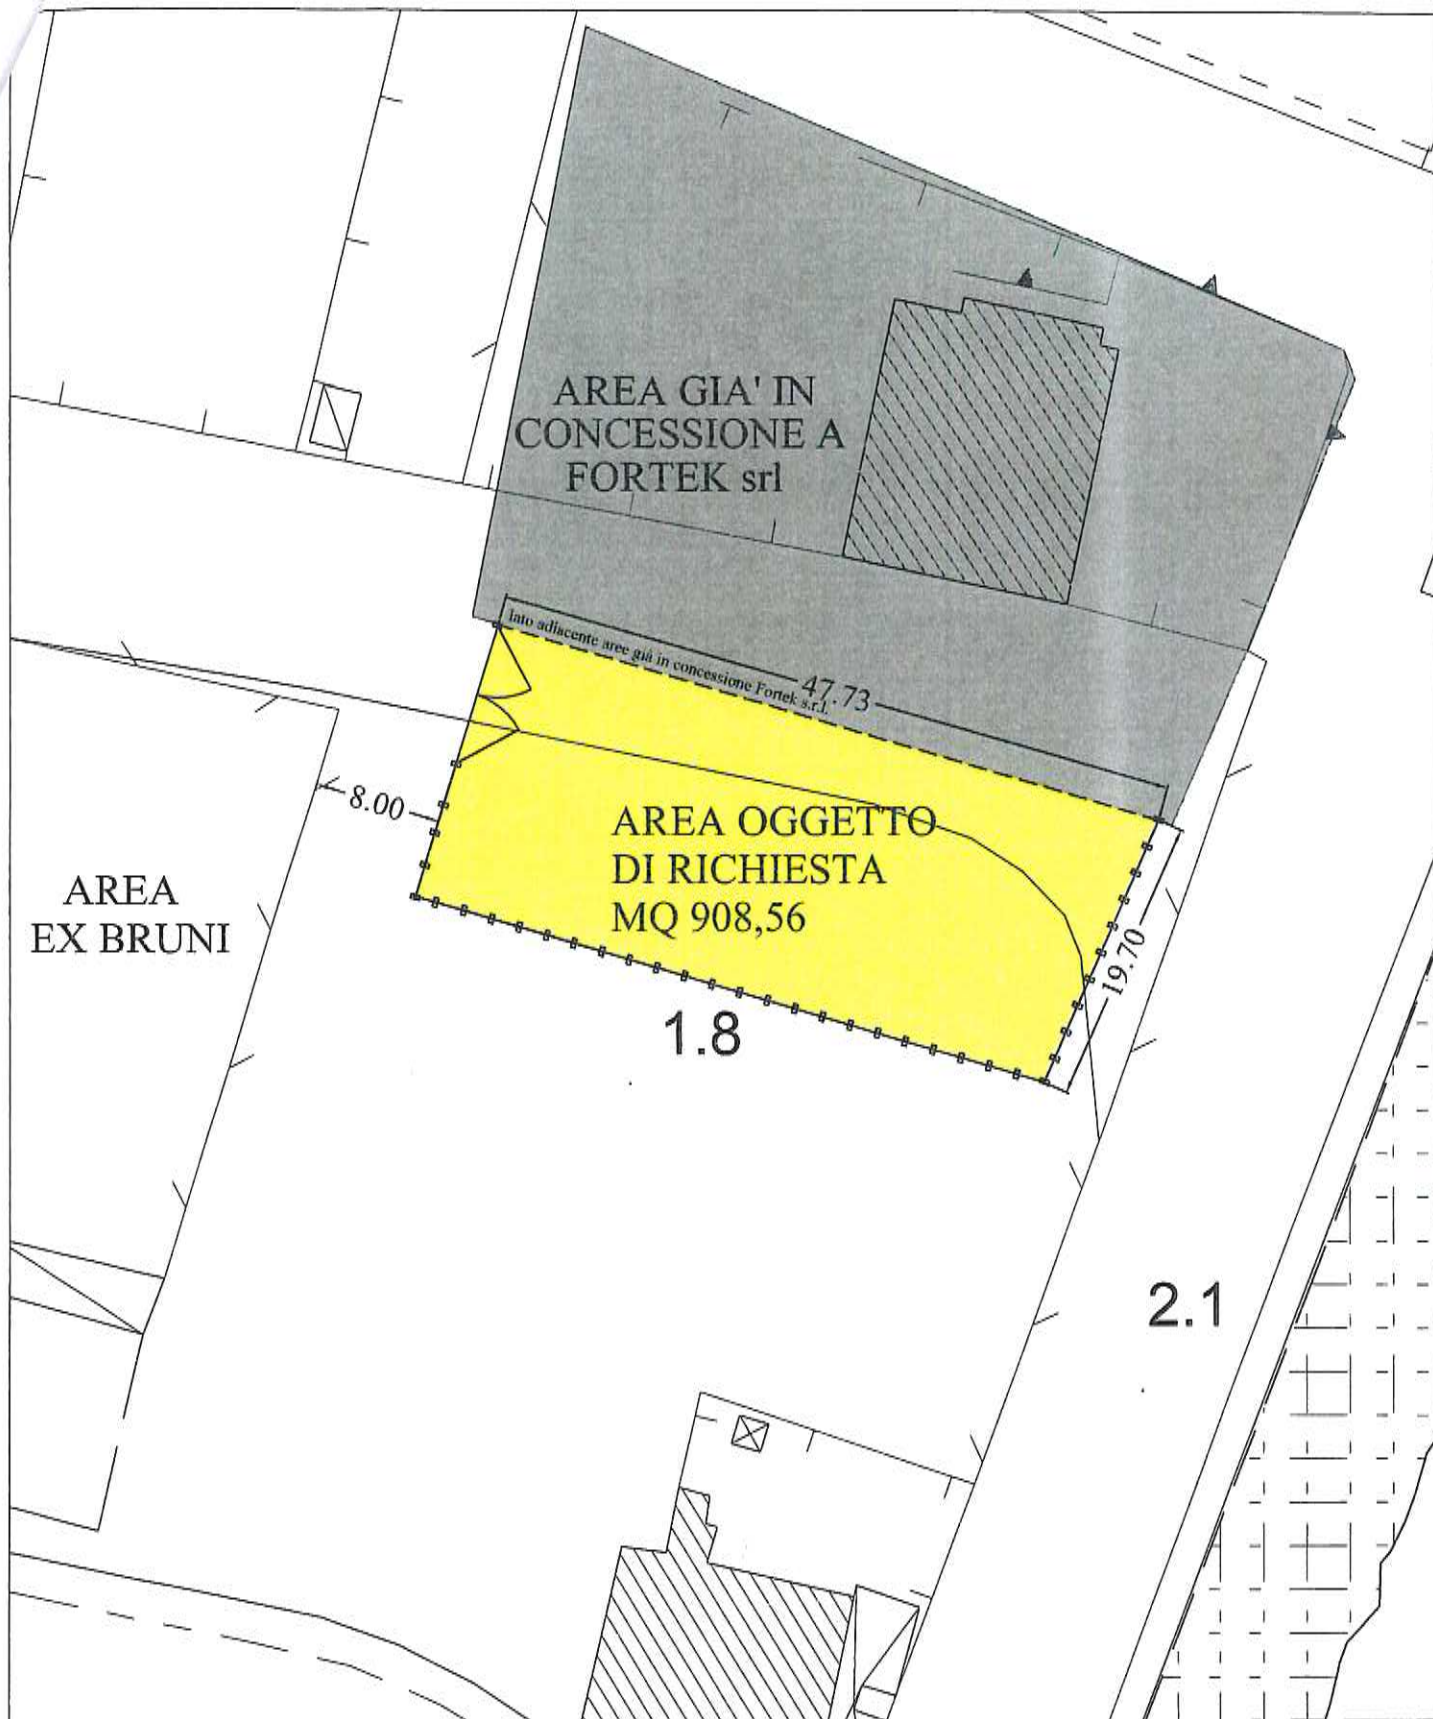 AREA GIA' IN
CONCESSIONE A
FORTEK srl
lato adiacente aree già in concessione Fortek s.r.l.
47.73
8.00
AREA OGGETTO
DI RICHIESTA
MQ 908,56
AREA
EX BRUNI
19.70
1.8
2.1